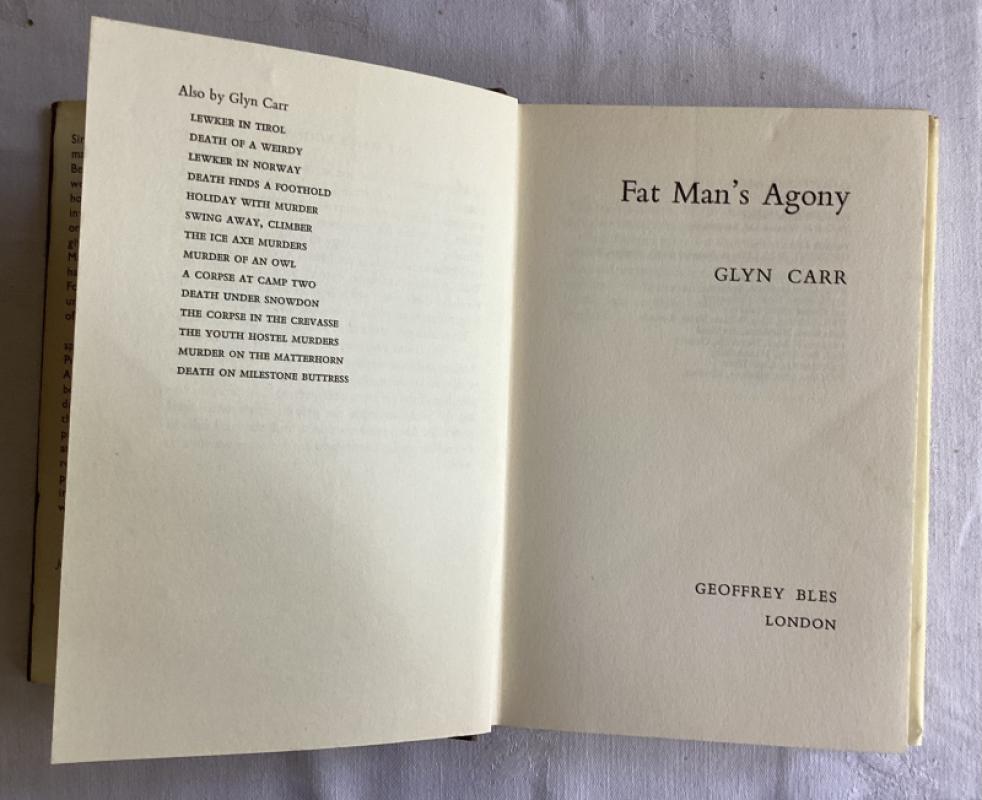 Also by Glyn Carr
LEWKER IN TIROL
DEATH OF A WEIRDY
LEWKER IN NORWAY
DEATH FINDS A FOOTHOLD
HOLIDAY WITH MURDER
SWING AWAY, CLIMBER
THE ICE AXE MURDERS
MURDER OF AN OWL
A CORPSE AT CAMP TWO
DEATH UNDER SNOWDON
THE CORPSE IN THE CREVASSE
THE YOUTH HOSTEL MURDERS
MURDER ON THE MATTERHORN
DEATH ON MILESTONE BUTTRESS
Fat Man's Agony
GLYN CARR
GEOFFREY BLES
LONDON